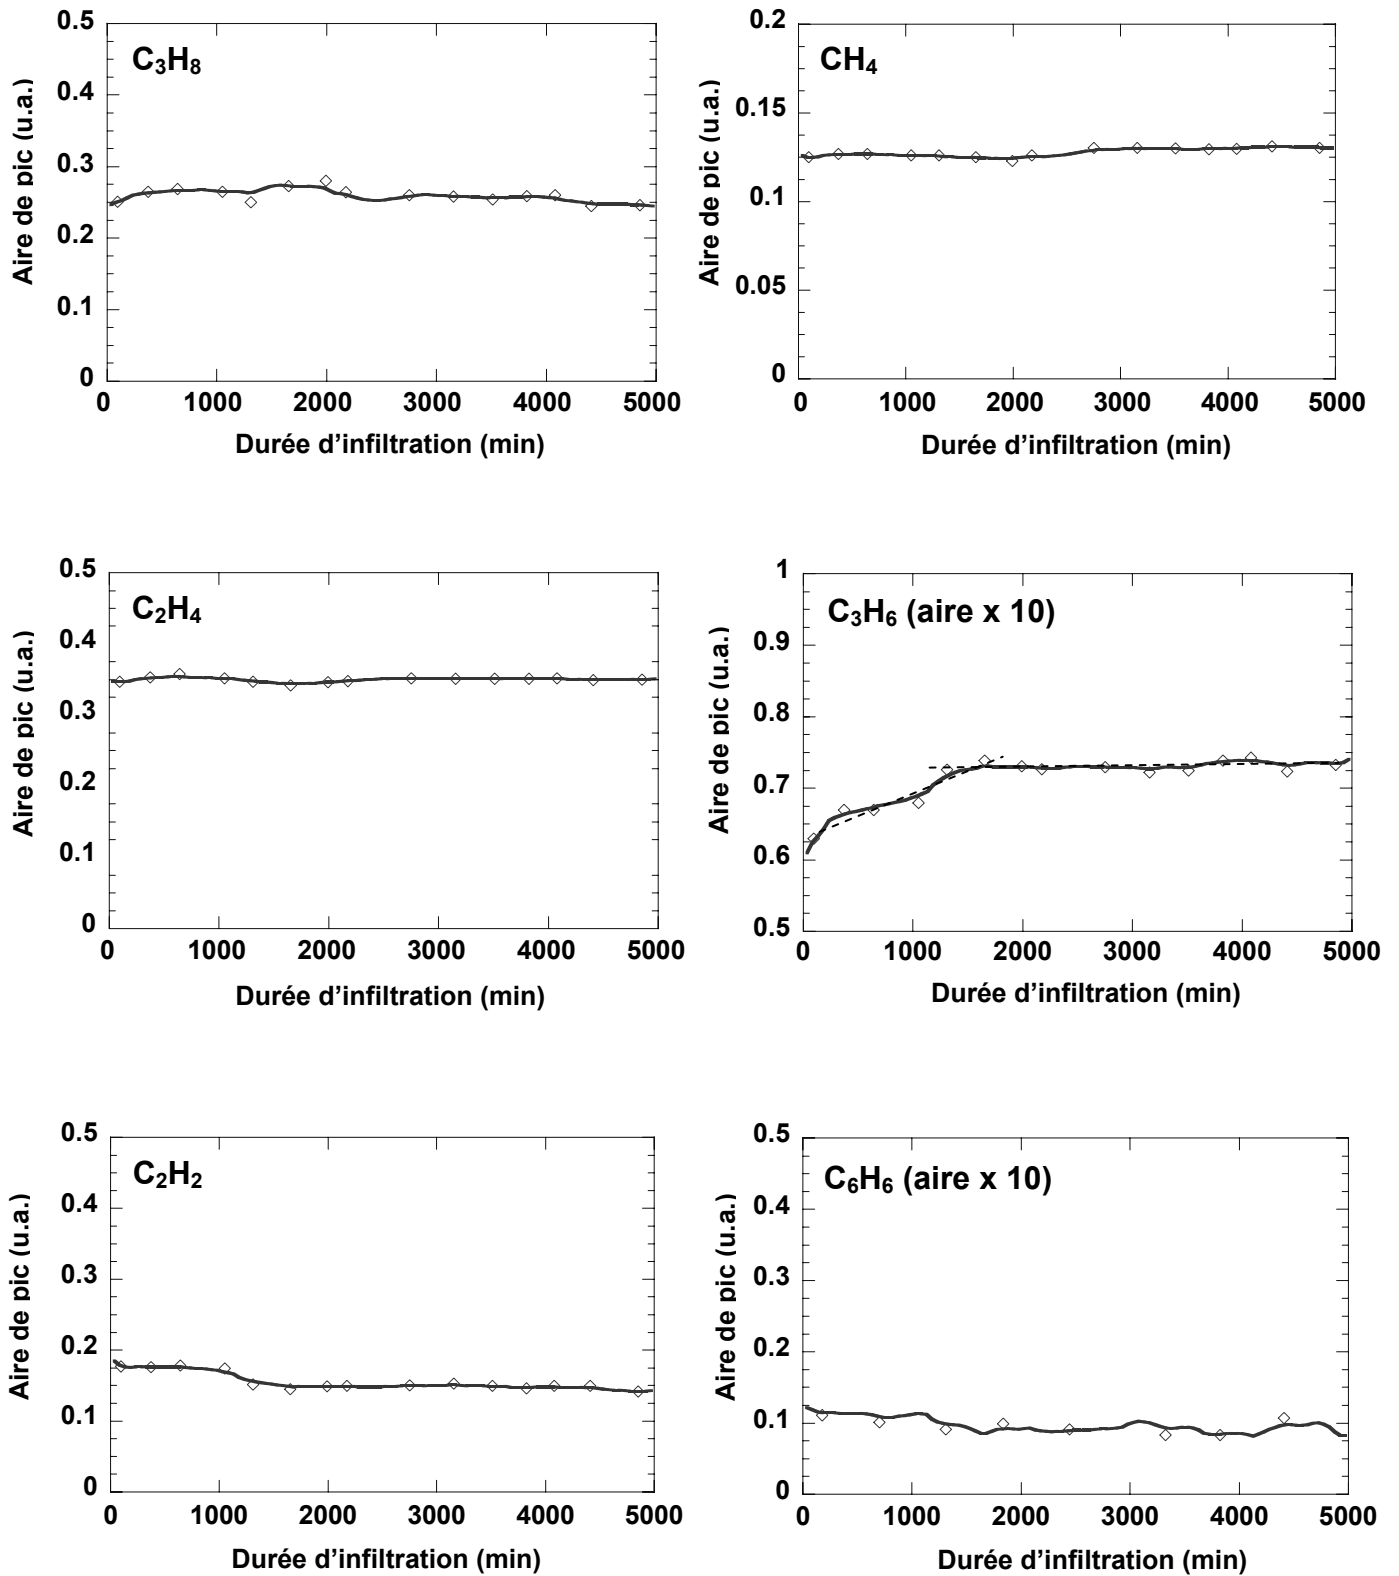 C₃H₈
Aire de pic (u.a.)
0.5
0.4
0.3
0.2
0.1
0
0 1000 2000 3000 4000 5000
Durée d’infiltration (min)
CH₄
Aire de pic (u.a.)
0.2
0.15
0.1
0.05
0
0 1000 2000 3000 4000 5000
Durée d’infiltration (min)
C₂H₄
Aire de pic (u.a.)
0.5
0.4
0.3
0.2
0.1
0
0 1000 2000 3000 4000 5000
Durée d’infiltration (min)
C₃H₆ (aire x 10)
Aire de pic (u.a.)
1
0.9
0.8
0.7
0.6
0.5
0 1000 2000 3000 4000 5000
Durée d’infiltration (min)
C₂H₂
Aire de pic (u.a.)
0.5
0.4
0.3
0.2
0.1
0
0 1000 2000 3000 4000 5000
Durée d’infiltration (min)
C₆H₆ (aire x 10)
Aire de pic (u.a.)
0.5
0.4
0.3
0.2
0.1
0
0 1000 2000 3000 4000 5000
Durée d’infiltration (min)